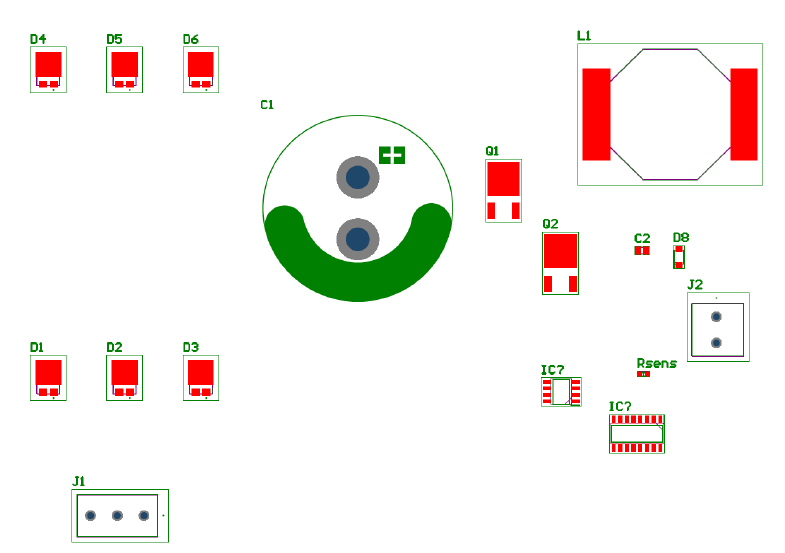 D4 D5 D6 L1
C1
Q1
Q2
C2 D8
J2
D1 D2 D3
Rsens
IC?
IC?
J1